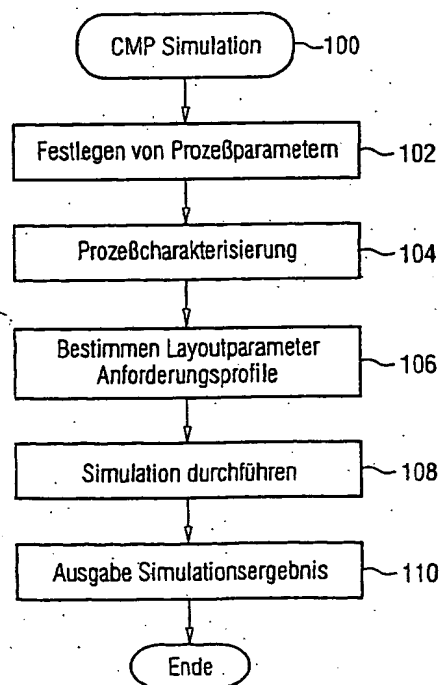 CMP Simulation
100
Festlegen von Prozeßparametern
102
Prozeßcharakterisierung
104
Bestimmen Layoutparameter
Anforderungsprofile
106
Simulation durchführen
108
Ausgabe Simulationsergebnis
110
Ende